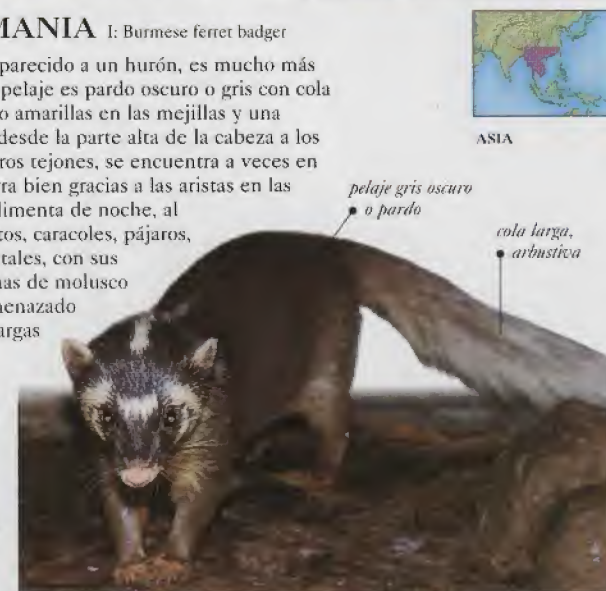 MANIA I: Burmese ferret badger
parecido a un hurón, es mucho más
pelaje es pardo oscuro o gris con cola
o amarillas en las mejillas y una
desde la parte alta de la cabeza a los
ros tejones, se encuentra a veces en
ra bien gracias a las aristas en las
limenta de noche, al
tos, caracoles, pájaros,
tales, con sus
nas de molusco
nenazado
argas
ASIA
pelaje gris oscuro
o pardo
cola larga,
arbustiva